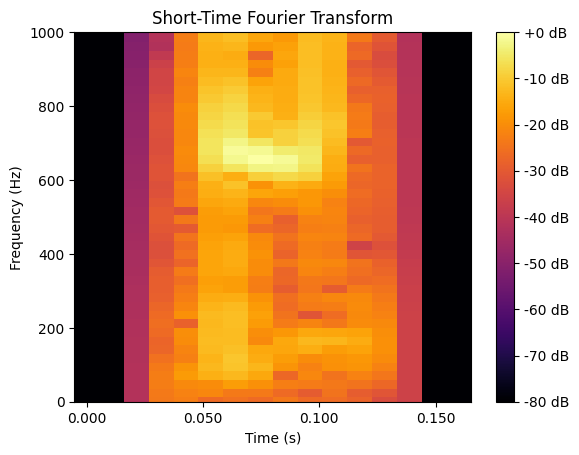 Short-Time Fourier Transform
1000
800
600
400
200
0
Frequency (Hz)
0.000
0.050
0.100
0.150
Time (s)
+0 dB
-10 dB
-20 dB
-30 dB
-40 dB
-50 dB
-60 dB
-70 dB
-80 dB